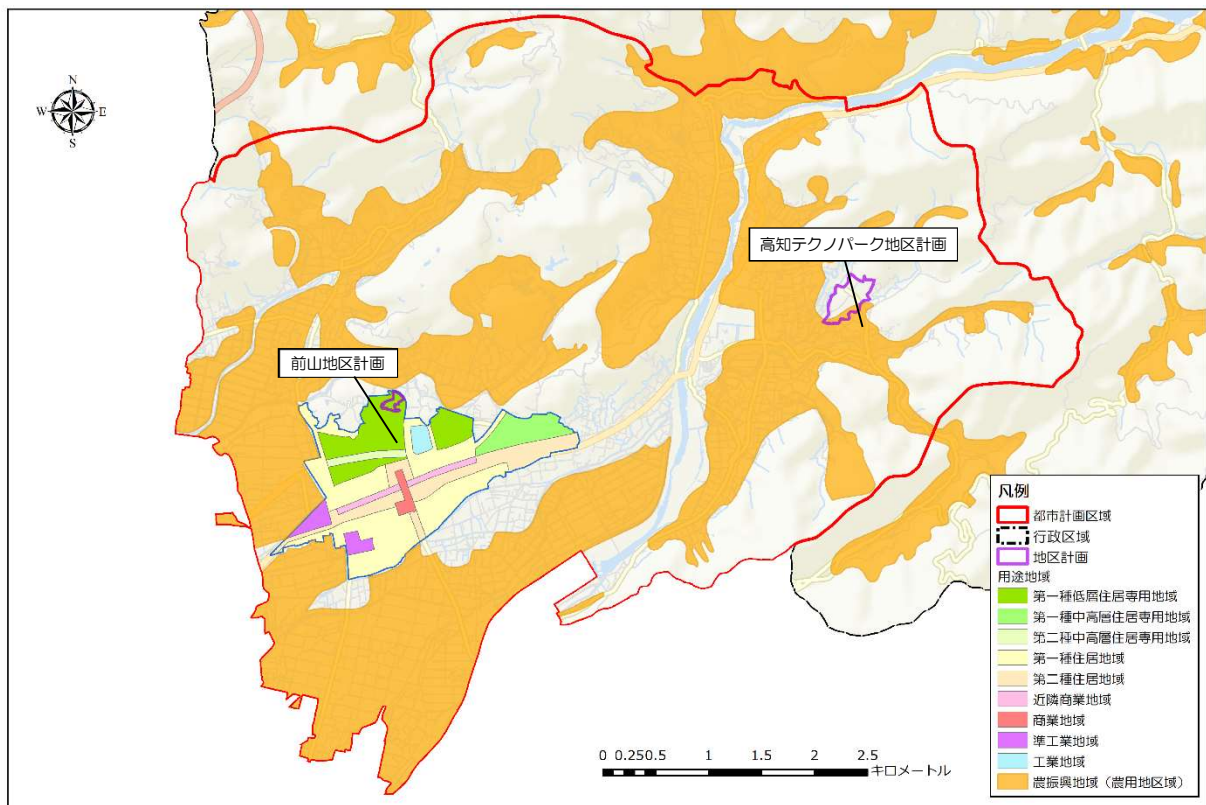 N
W
E
S
高知テクノパーク地区計画
前山地区計画
凡例
都市計画区域
行政区域
地区計画
用途地域
第一種低層住居専用地域
第一種中高層住居専用地域
第二種中高層住居専用地域
第一種住居地域
第二種住居地域
近隣商業地域
商業地域
準工業地域
工業地域
農振興地域（農用地区域）
0 0.250.5 1 1.5 2 2.5
キロメートル